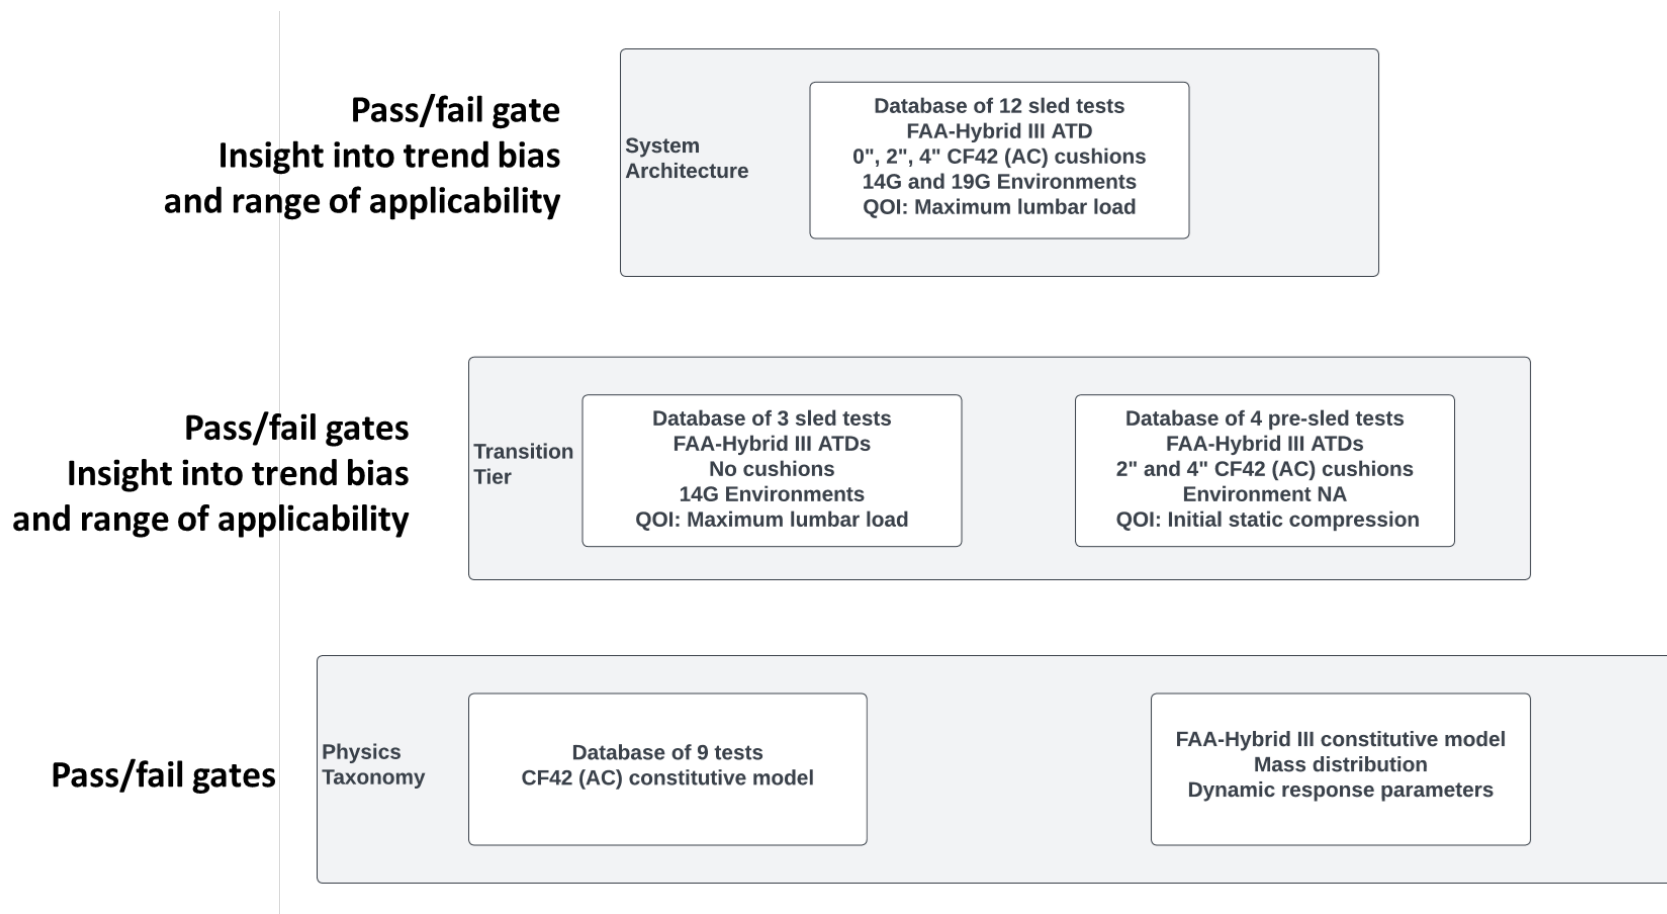 Pass/fail gate
Insight into trend bias
and range of applicability
System
Architecture
Database of 12 sled tests
FAA-Hybrid III ATD
0", 2", 4" CF42 (AC) cushions
14G and 19G Environments
QOI: Maximum lumbar load
Pass/fail gates
Insight into trend bias
and range of applicability
Transition
Tier
Database of 3 sled tests
FAA-Hybrid III ATDs
No cushions
14G Environments
QOI: Maximum lumbar load
Database of 4 pre-sled tests
FAA-Hybrid III ATDs
2" and 4" CF42 (AC) cushions
Environment NA
QOI: Initial static compression
Pass/fail gates
Physics
Taxonomy
Database of 9 tests
CF42 (AC) constitutive model
FAA-Hybrid III constitutive model
Mass distribution
Dynamic response parameters